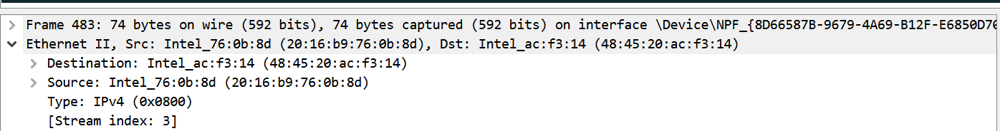 Frame 483: 74 bytes on wire (592 bits), 74 bytes captured (592 bits) on interface \Device\NPF_{8D66587B-9679-4A69-B12F-E6850D70
Ethernet II, Src: Intel_76:0b:8d (20:16:b9:76:0b:8d), Dst: Intel_ac:f3:14 (48:45:20:ac:f3:14)
Destination: Intel_ac:f3:14 (48:45:20:ac:f3:14)
Source: Intel_76:0b:8d (20:16:b9:76:0b:8d)
Type: IPv4 (0x0800)
[Stream index: 3]